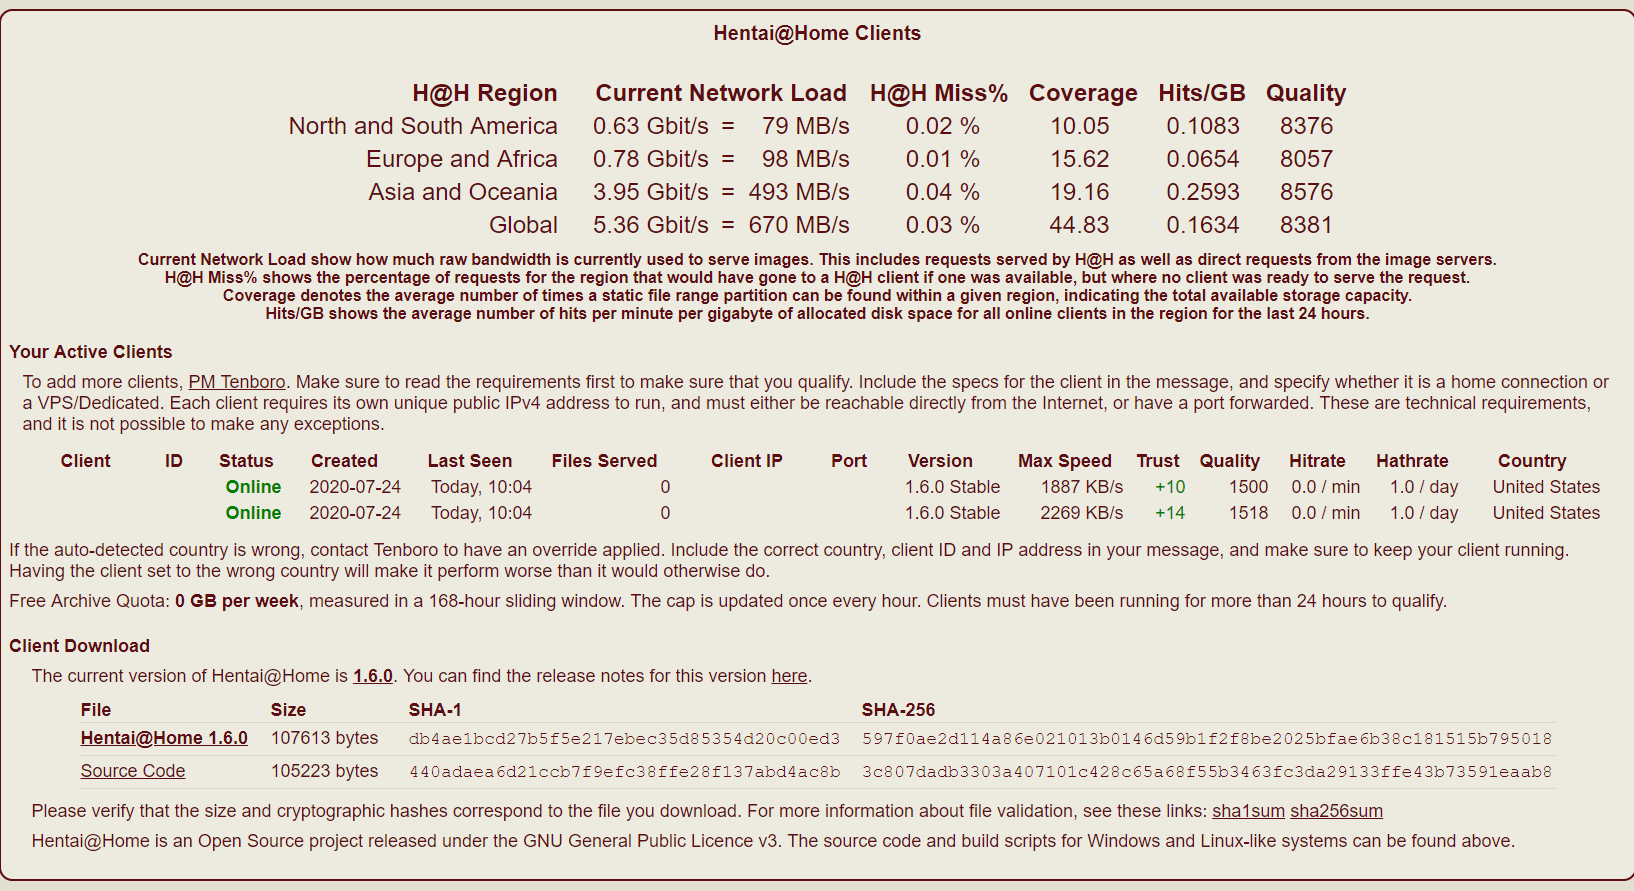 Hentai@Home Clients
H@H Region Current Network Load H@H Miss% Coverage Hits/GB Quality
North and South America 0.63 Gbit/s = 79 MB/s 0.02 % 10.05 0.1083 8376
Europe and Africa 0.78 Gbit/s = 98 MB/s 0.01 % 15.62 0.0654 8057
Asia and Oceania 3.95 Gbit/s = 493 MB/s 0.04 % 19.16 0.2593 8576
Global 5.36 Gbit/s = 670 MB/s 0.03 % 44.83 0.1634 8381
Current Network Load show how much raw bandwidth is currently used to serve images. This includes requests served by H@H as well as direct requests from the image servers.
H@H Miss% shows the percentage of requests for the region that would have gone to a H@H client if one was available, but where no client was ready to serve the request.
Coverage denotes the average number of times a static file range partition can be found within a given region, indicating the total available storage capacity.
Hits/GB shows the average number of hits per minute per gigabyte of allocated disk space for all online clients in the region for the last 24 hours.
Your Active Clients
To add more clients, PM Tenboro. Make sure to read the requirements first to make sure that you qualify. Include the specs for the client in the message, and specify whether it is a home connection or
a VPS/Dedicated. Each client requires its own unique public IPv4 address to run, and must either be reachable directly from the Internet, or have a port forwarded. These are technical requirements,
and it is not possible to make any exceptions.
Client ID Status Created Last Seen Files Served Client IP Port Version Max Speed Trust Quality Hitrate Hathrate Country
Online 2020-07-24 Today, 10:04 0 1.6.0 Stable 1887 KB/s +10 1500 0.0 / min 1.0 / day United States
Online 2020-07-24 Today, 10:04 0 1.6.0 Stable 2269 KB/s +14 1518 0.0 / min 1.0 / day United States
If the auto-detected country is wrong, contact Tenboro to have an override applied. Include the correct country, client ID and IP address in your message, and make sure to keep your client running.
Having the client set to the wrong country will make it perform worse than it would otherwise do.
Free Archive Quota: 0 GB per week, measured in a 168-hour sliding window. The cap is updated once every hour. Clients must have been running for more than 24 hours to qualify.
Client Download
The current version of Hentai@Home is 1.6.0. You can find the release notes for this version here.
File Size SHA-1 SHA-256
Hentai@Home 1.6.0 107613 bytes db4ae1bcd27b5f5e217ebec35d85354d20c00ed3 597f0ae2d114a86e021013b0146d59b1f2f8be2025bfae6b38c181515b795018
Source Code 105223 bytes 440adaea6d21ccb7f9efc38ffe28f137abd4ac8b 3c807dadb3303a407101c428c65a68f55b3463fc3da29133ffe43b73591eaab8
Please verify that the size and cryptographic hashes correspond to the file you download. For more information about file validation, see these links: sha1sum sha256sum
Hentai@Home is an Open Source project released under the GNU General Public Licence v3. The source code and build scripts for Windows and Linux-like systems can be found above.